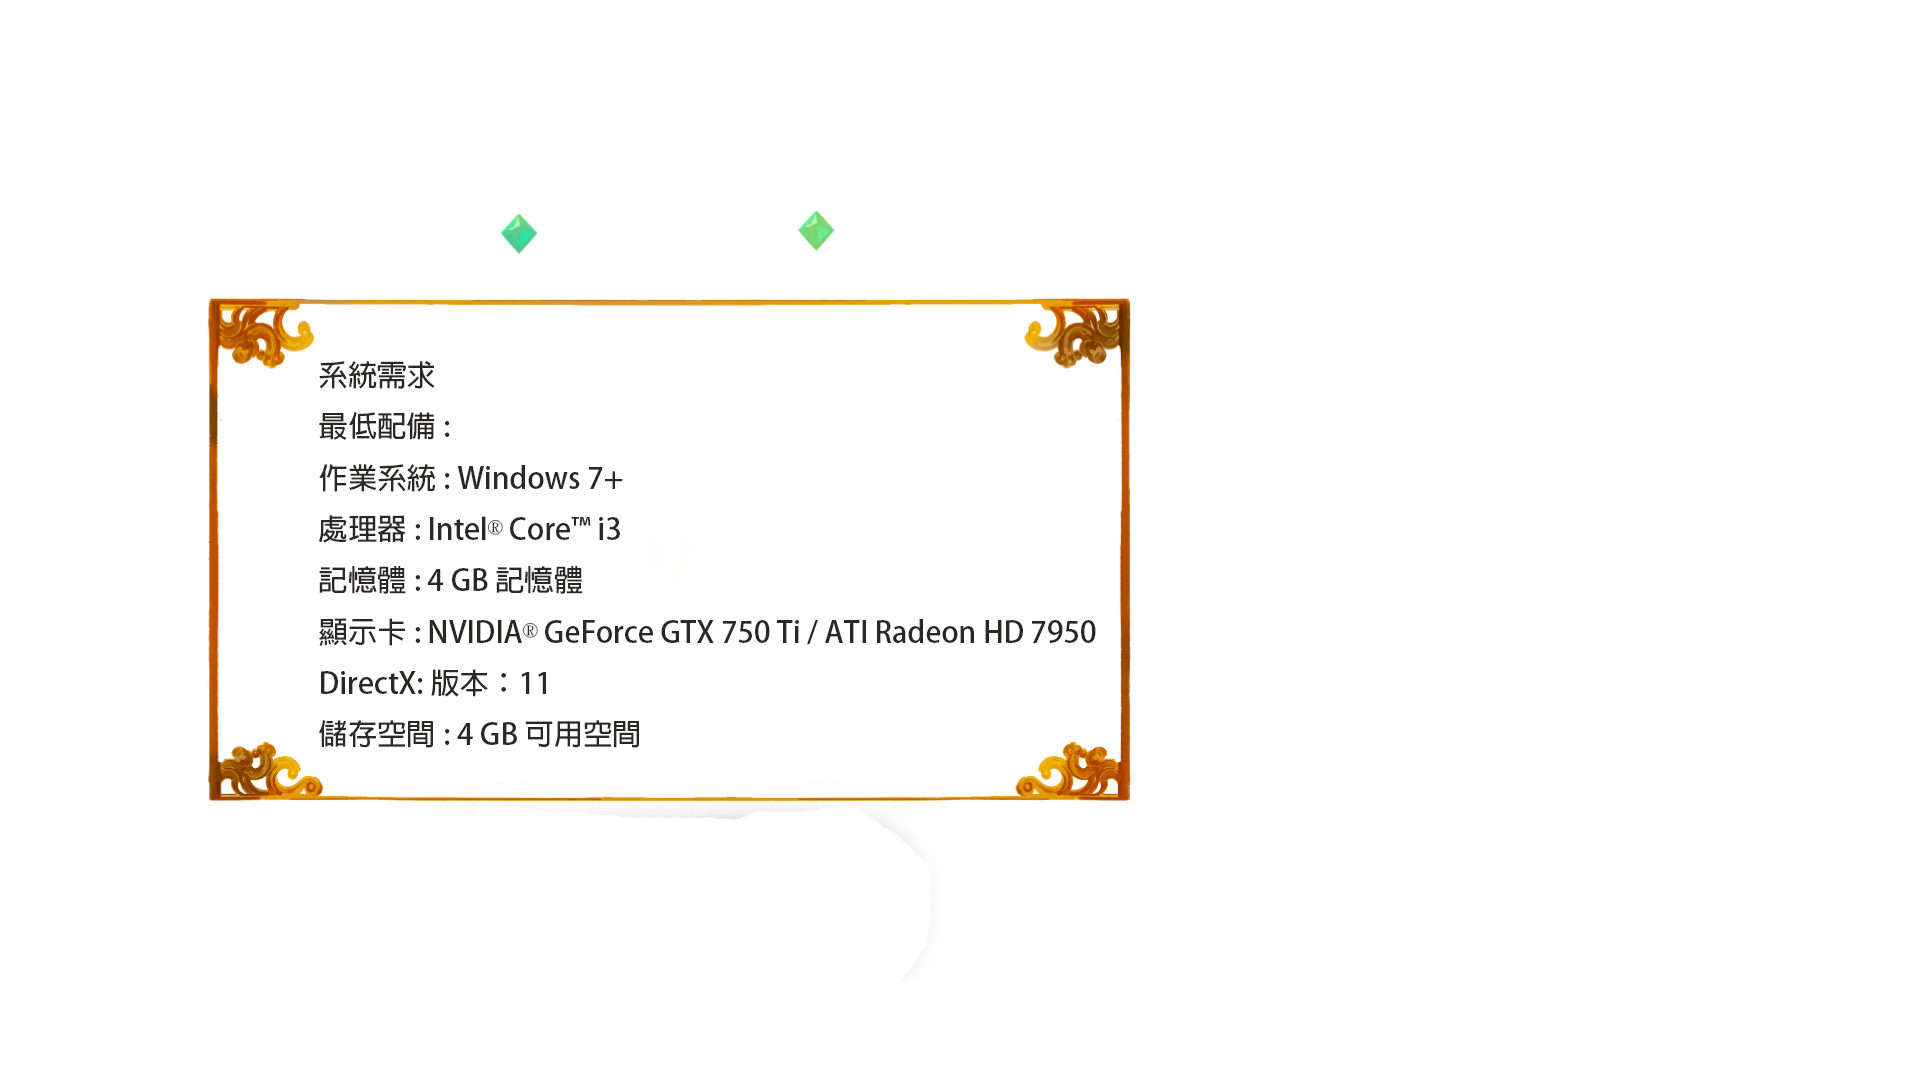 系統需求
最低配備 :
作業系統 : Windows 7+
處理器 : Intel® Core™ i3
記憶體 : 4 GB 記憶體
顯示卡 : NVIDIA® GeForce GTX 750 Ti / ATI Radeon HD 7950
DirectX: 版本：11
儲存空間 : 4 GB 可用空間